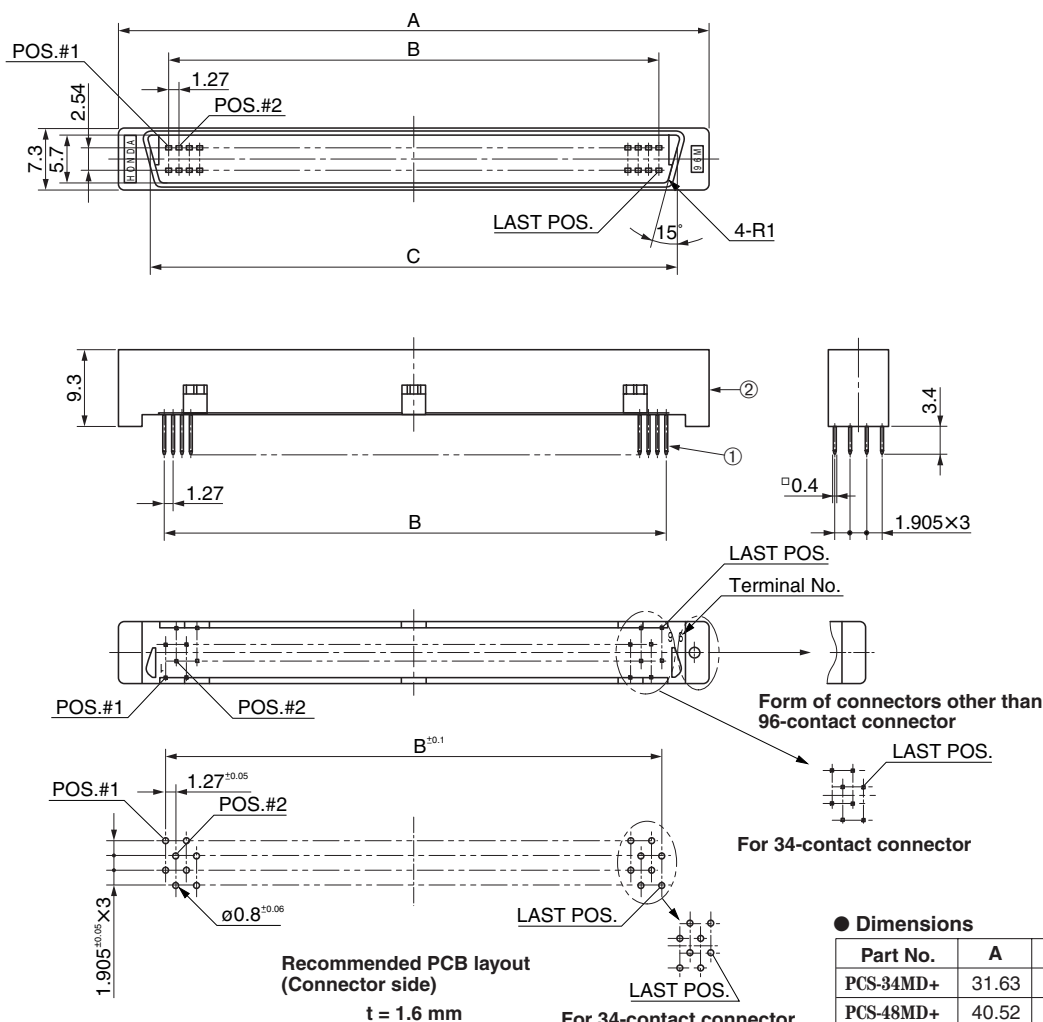 A
B
POS.#1
1.27
POS.#2
2.54
7.3
5.7
HONDA
96M
LAST POS.
15°
4-R1
C
9.3
②
3.4
①
□0.4
1.27
1.905×3
B
LAST POS.
Terminal No.
1
96
POS.#1
POS.#2
Form of connectors other than
96-contact connector
B±0.1
LAST POS.
1.27±0.05
POS.#1
POS.#2
For 34-contact connector
1.905±0.05×3
ø0.8±0.06
LAST POS.
● Dimensions
Part No. A
PCS-34MD+ 31.63
PCS-48MD+ 40.52
Recommended PCB layout
(Connector side)
t = 1.6 mm
LAST POS.
For 34-contact connector